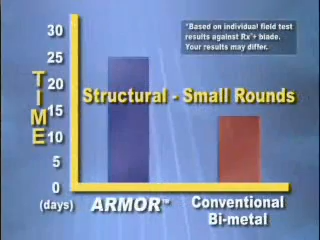 30
25
20
15
10
5
0
TIME
(days)
*Based on individual field test
results against Rx®+ blade.
Your results may differ.
Structural - Small Rounds
ARMOR™
Conventional
Bi-metal